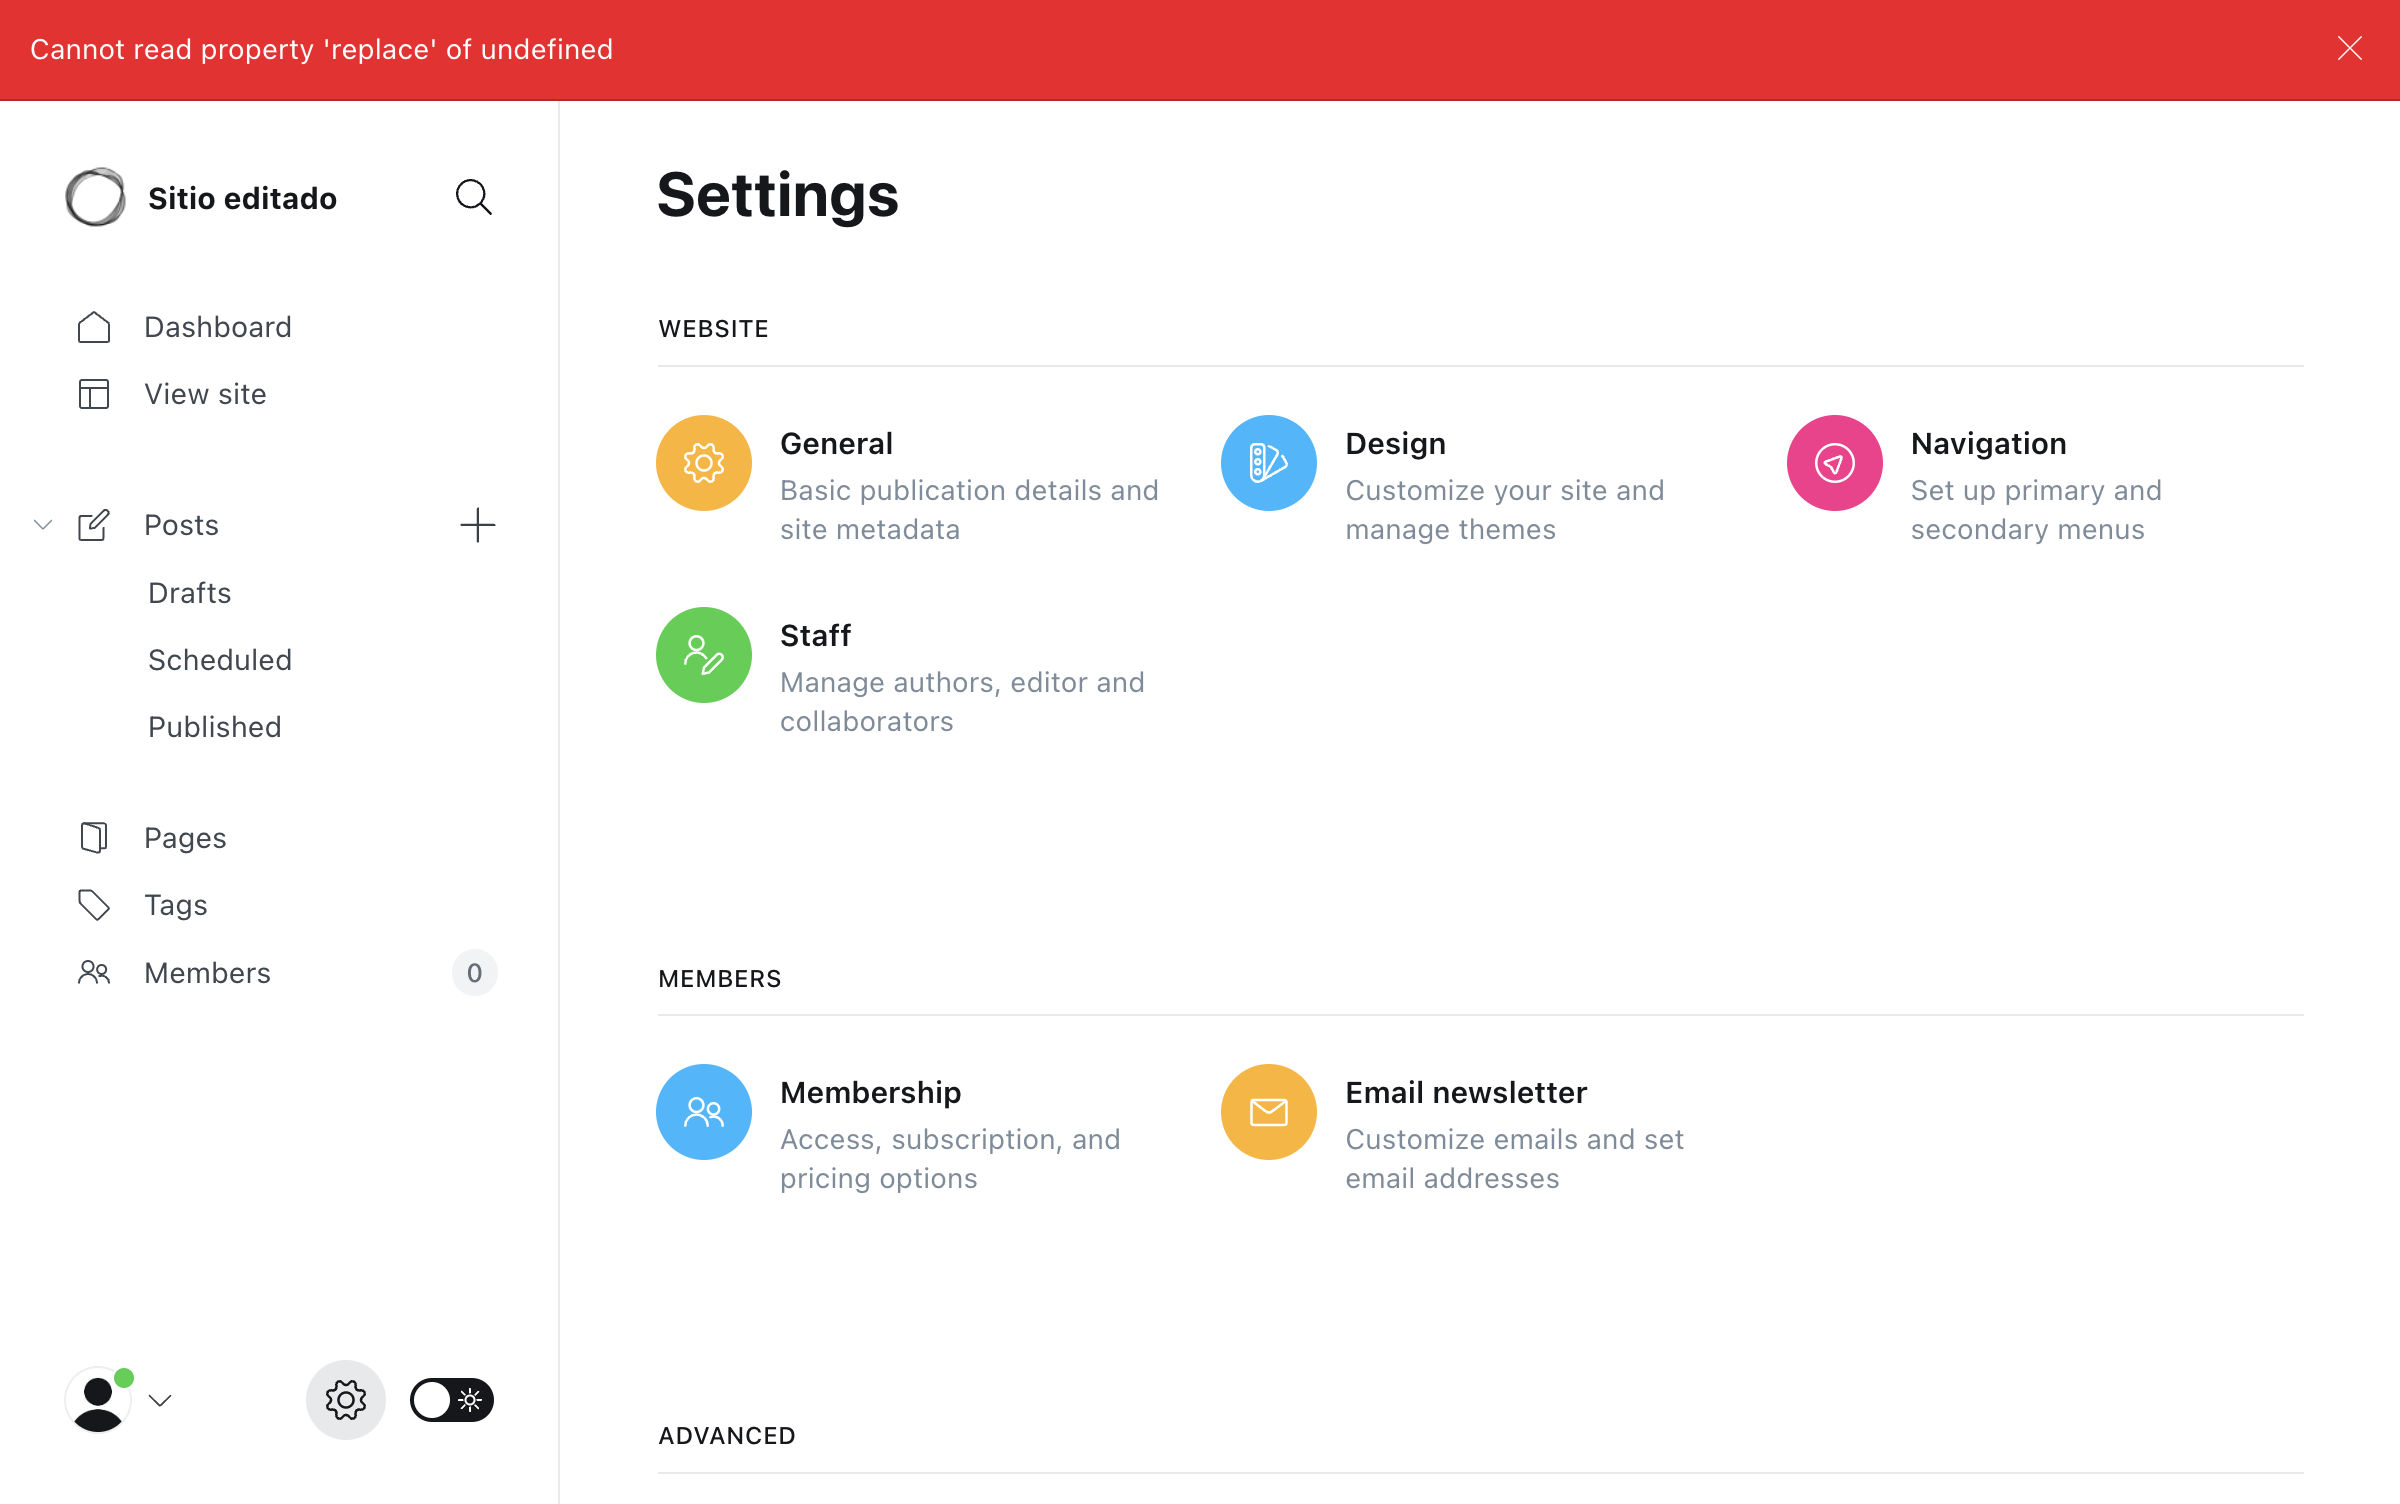 Cannot read property 'replace' of undefined
Sitio editado
Dashboard
View site
Posts
Drafts
Scheduled
Published
Pages
Tags
Members
0
Settings
WEBSITE
General
Basic publication details and
site metadata
Design
Customize your site and
manage themes
Navigation
Set up primary and
secondary menus
Staff
Manage authors, editor and
collaborators
MEMBERS
Membership
Access, subscription, and
pricing options
Email newsletter
Customize emails and set
email addresses
ADVANCED